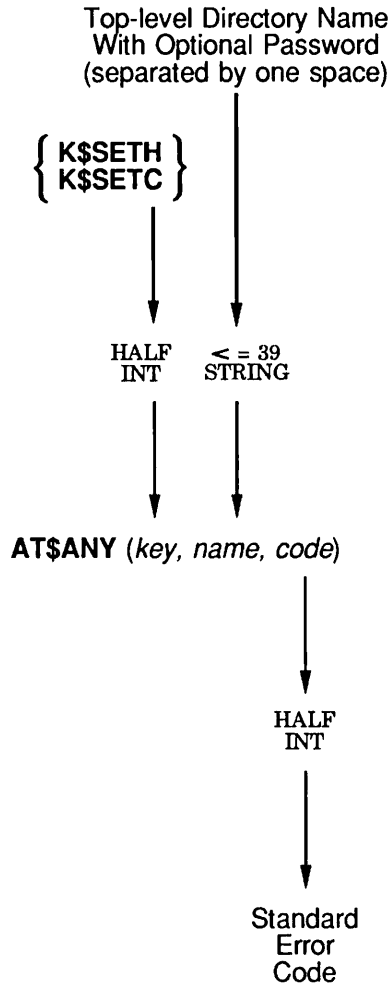 Top-level Directory Name
With Optional Password
(separated by one space)
{ K$SETH }
K$SETC
HALF
INT
< = 39
STRING
AT$ANY (key, name, code)
HALF
INT
Standard
Error
Code